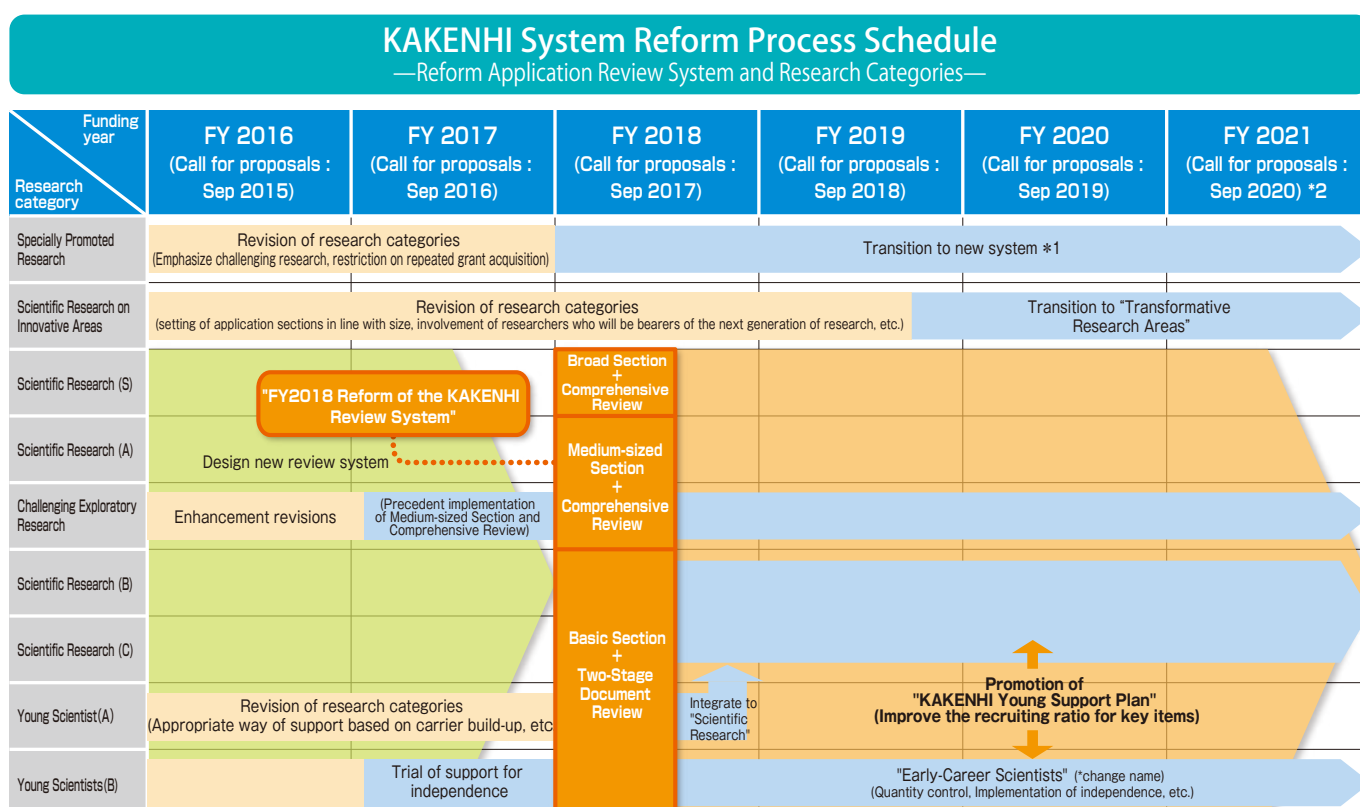 KAKENHI System Reform Process Schedule
—Reform Application Review System and Research Categories—
Funding
year
Research
category
FY 2016
(Call for proposals :
Sep 2015)
FY 2017
(Call for proposals :
Sep 2016)
FY 2018
(Call for proposals :
Sep 2017)
FY 2019
(Call for proposals :
Sep 2018)
FY 2020
(Call for proposals :
Sep 2019)
FY 2021
(Call for proposals :
Sep 2020) *2
Specially Promoted
Research
Revision of research categories
(Emphasize challenging research, restriction on repeated grant acquisition)
Transition to new system *1
Scientific Research on
Innovative Areas
Revision of research categories
(setting of application sections in line with size, involvement of researchers who will be bearers of the next generation of research, etc.)
Transition to "Transformative
Research Areas"
Scientific Research (S)
"FY2018 Reform of the KAKENHI
Review System"
Broad Section
+
Comprehensive
Review
Scientific Research (A)
Design new review system
Medium-sized
Section
+
Comprehensive
Review
Challenging Exploratory
Research
Enhancement revisions
(Precedent implementation
of Medium-sized Section and
Comprehensive Review)
Scientific Research (B)
Scientific Research (C)
Basic Section
+
Two-Stage
Document
Review
Young Scientist(A)
Revision of research categories
(Appropriate way of support based on carrier build-up, etc
Integrate to
"Scientific
Research"
Promotion of
"KAKENHI Young Support Plan"
(Improve the recruiting ratio for key items)
Young Scientists(B)
Trial of support for
independence
"Early-Career Scientists" (*change name)
(Quantity control, Implementation of independence, etc.)